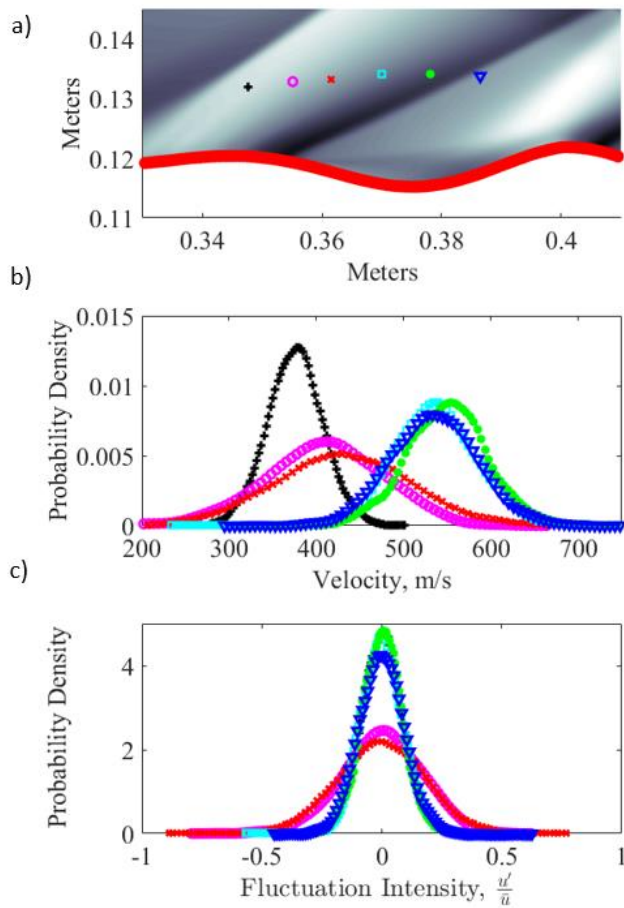 a)
Meters
0.14
0.13
0.12
0.11
0.34
0.36
0.38
0.4
Meters
b)
Probability Density
0.015
0.01
0.005
0
200
300
400
500
600
700
Velocity, m/s
c)
Probability Density
4
2
0
-1
-0.5
0
0.5
1
Fluctuation Intensity, u′/ū